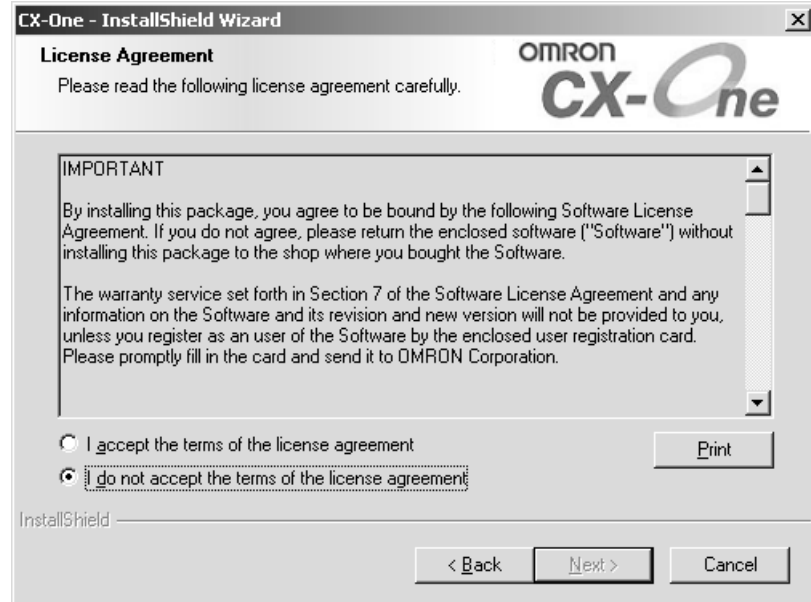 CX-One - InstallShield Wizard
License Agreement
Please read the following license agreement carefully.
OMRON
CX-One
IMPORTANT
By installing this package, you agree to be bound by the following Software License
Agreement. If you do not agree, please return the enclosed software ("Software") without
installing this package to the shop where you bought the Software.
The warranty service set forth in Section 7 of the Software License Agreement and any
information on the Software and its revision and new version will not be provided to you,
unless you register as an user of the Software by the enclosed user registration card.
Please promptly fill in the card and send it to OMRON Corporation.
I accept the terms of the license agreement
Print
I do not accept the terms of the license agreement
InstallShield
< Back Next > Cancel